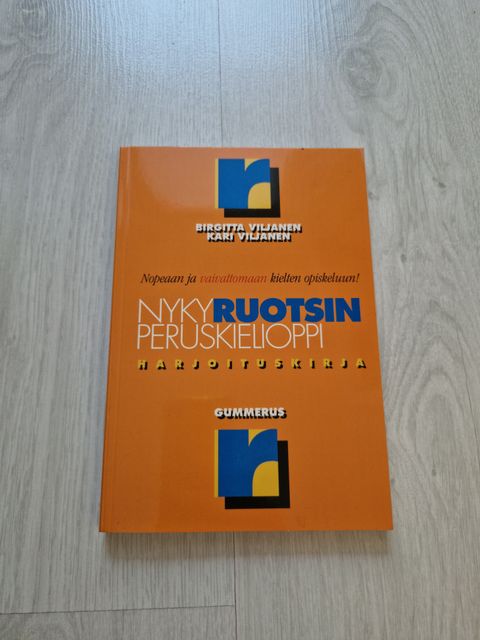 r
BIRGITTA VILJANEN
KARI VILJANEN
Nopeaan ja vaivattomaan kielten opiskeluun!
NYKYRUOTSIN
PERUSKIELIOPPI
HARJOITUSKIRJA
GUMMERUS
r